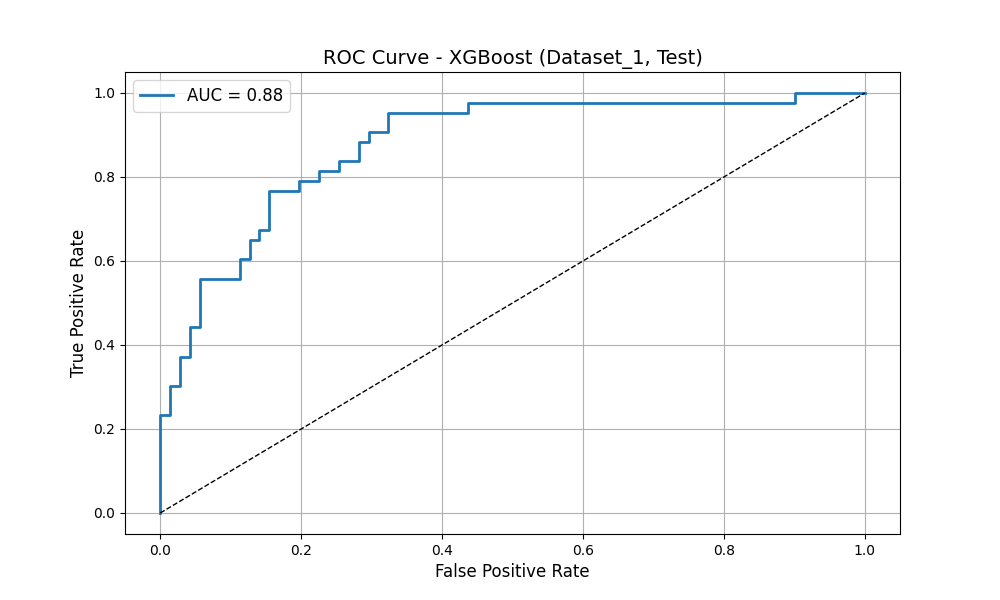 ROC Curve - XGBoost (Dataset_1, Test)
AUC = 0.88
True Positive Rate
1.0
0.8
0.6
0.4
0.2
0.0
0.0 0.2 0.4 0.6 0.8 1.0
False Positive Rate